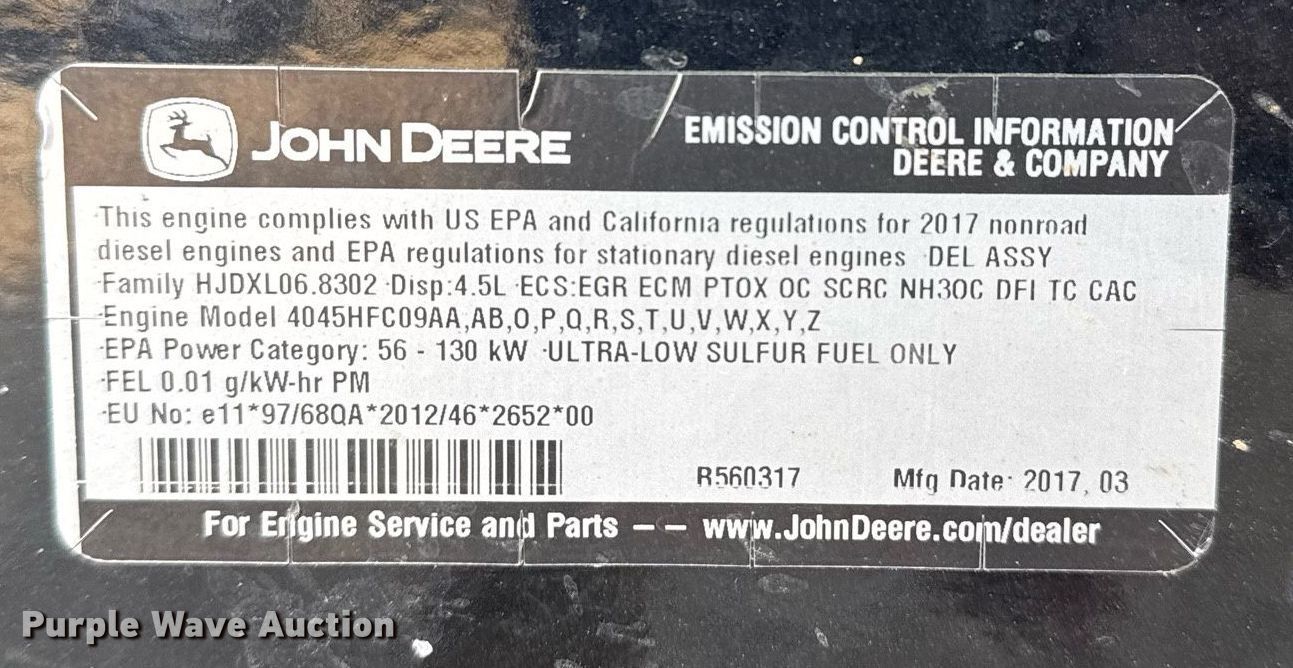 JOHN DEERE
EMISSION CONTROL INFORMATION
DEERE & COMPANY
·This engine complies with US EPA and California regulations for 2017 nonroad
diesel engines and EPA regulations for stationary diesel engines ·DEL ASSY
·Family HJDXL06.8302 ·Disp:4.5L ·ECS:EGR ECM PTOX OC SCRC NH3OC DFI TC CAC
·Engine Model 4045HFC09AA,AB,O,P,Q,R,S,T,U,V,W,X,Y,Z
·EPA Power Category: 56 - 130 kW ·ULTRA-LOW SULFUR FUEL ONLY
·FEL 0.01 g/kW-hr PM
·EU No: e11*97/68QA*2012/46*2652*00
R560317 Mfg Date· 2017, 03
For Engine Service and Parts –– www.JohnDeere.com/dealer
Purple Wave Auction